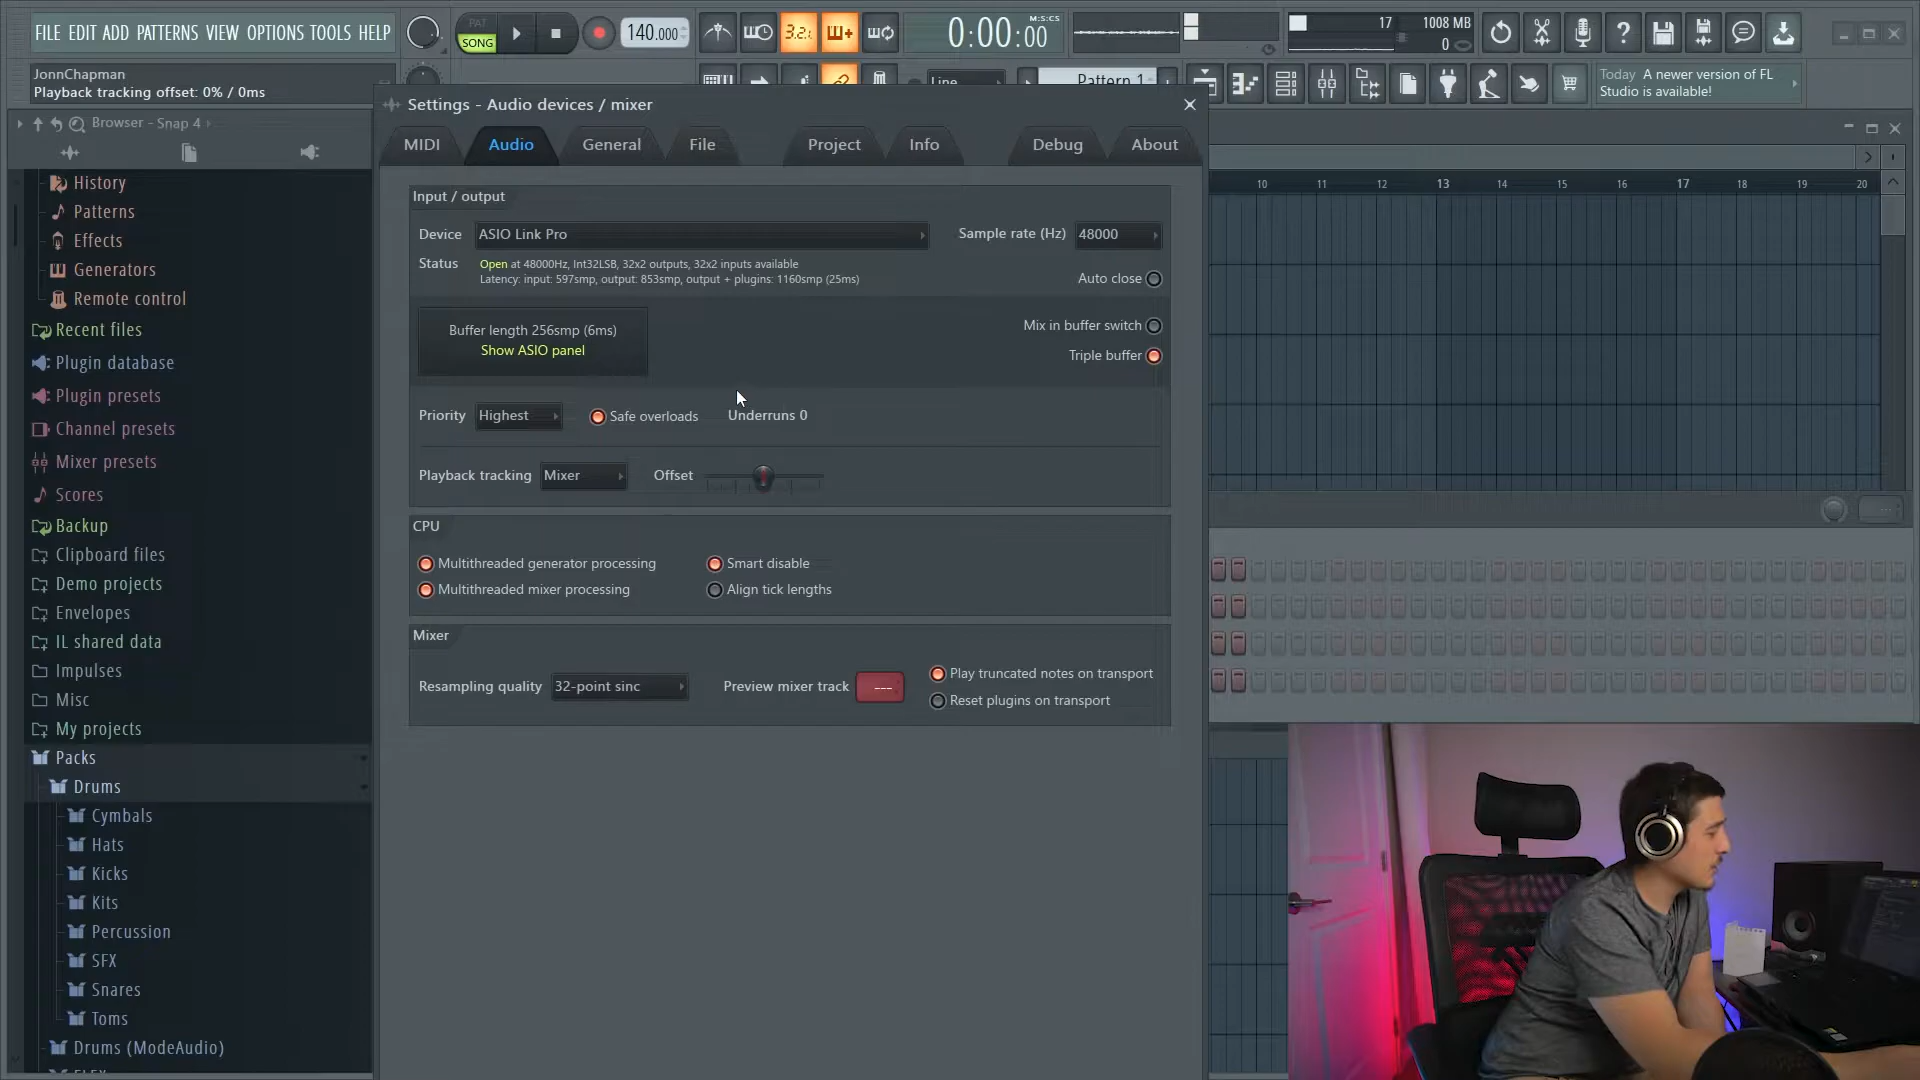 FILE EDIT ADD PATTERNS VIEW OPTIONS TOOLS HELP
PAT
SONG
140.000
3.2.
0:00:00
M:S:CS
17
1008 MB
0
JonnChapman
Playback tracking offset: 0% / 0ms
Line
Pattern 1
Today A newer version of FL
Studio is available!
Browser - Snap 4
History
Patterns
Effects
Generators
Remote control
Recent files
Plugin database
Plugin presets
Channel presets
Mixer presets
Scores
Backup
Clipboard files
Demo projects
Envelopes
IL shared data
Impulses
Misc
My projects
Packs
Drums
Cymbals
Hats
Kicks
Kits
Percussion
SFX
Snares
Toms
Drums (ModeAudio)
Settings - Audio devices / mixer
MIDI Audio General File Project Info Debug About
Input / output
Device ASIO Link Pro Sample rate (Hz) 48000
Status Open at 48000Hz, Int32LSB, 32x2 outputs, 32x2 inputs available
Latency: input: 597smp, output: 853smp, output + plugins: 1160smp (25ms)
Auto close
Buffer length 256smp (6ms)
Show ASIO panel
Mix in buffer switch
Triple buffer
Priority Highest Safe overloads Underruns 0
Playback tracking Mixer Offset
CPU
Multithreaded generator processing Smart disable
Multithreaded mixer processing Align tick lengths
Mixer
Resampling quality 32-point sinc Preview mixer track ---
Play truncated notes on transport
Reset plugins on transport
10 11 12 13 14 15 16 17 18 19 20